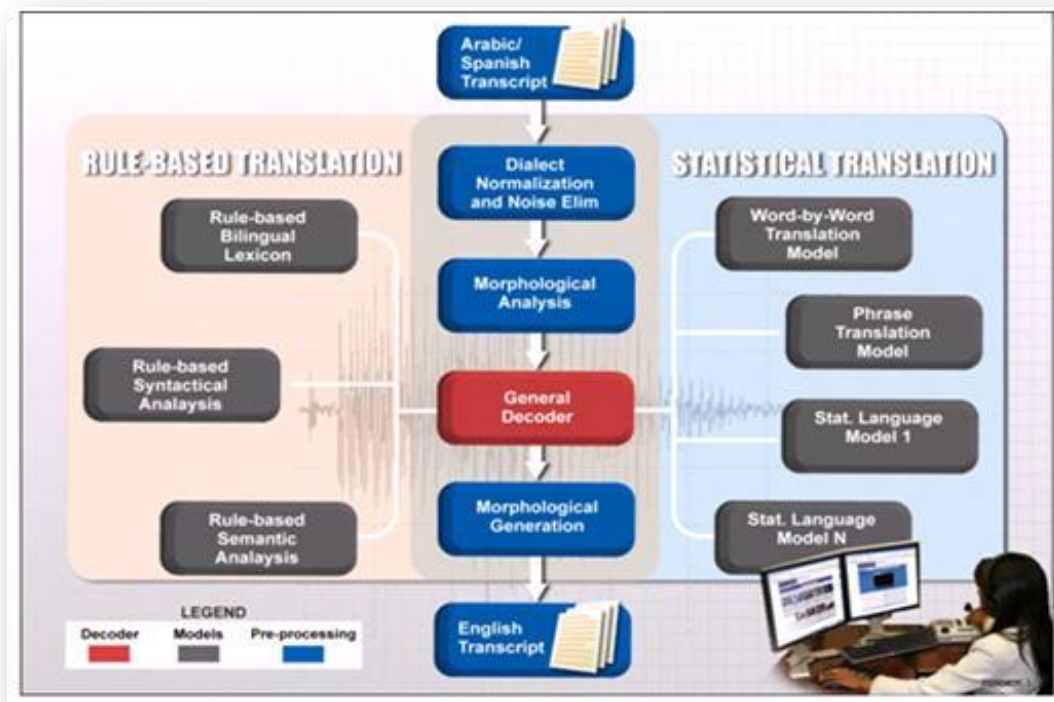 Arabic/
Spanish
Transcript
RULE-BASED TRANSLATION
Rule-based
Bilingual
Lexicon
Rule-based
Syntactical
Analaysis
Rule-based
Semantic
Analaysis
Dialect
Normalization
and Noise Elim
Morphological
Analysis
General
Decoder
Morphological
Generation
STATISTICAL TRANSLATION
Word-by-Word
Translation
Model
Phrase
Translation
Model
Stat. Language
Model 1
Stat. Language
Model N
English
Transcript
LEGEND
Decoder Models Pre-processing